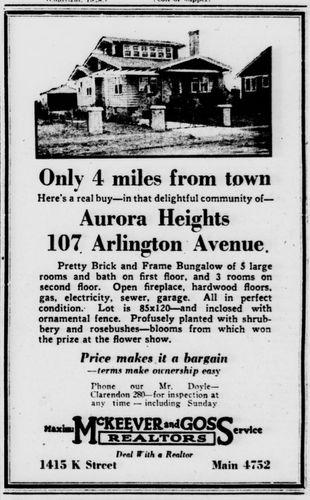 Only 4 miles from town
Here's a real buy—in that delightful community of—
Aurora Heights
107 Arlington Avenue.
Pretty Brick and Frame Bungalow of 5 large
rooms and bath on first floor, and 3 rooms on
second floor. Open fireplace, hardwood floors,
gas, electricity, sewer, garage. All in perfect
condition. Lot is 85x120—and inclosed with
ornamental fence. Profusely planted with shrub-
bery and rosebushes—blooms from which won
the prize at the flower show.
Price makes it a bargain
—terms make ownership easy
Phone our Mr. Doyle—
Clarendon 280—for inspection at
any time — including Sunday
Maxim McKEEVER and GOSS Service
REALTORS
Deal With a Realtor
1415 K Street Main 4752